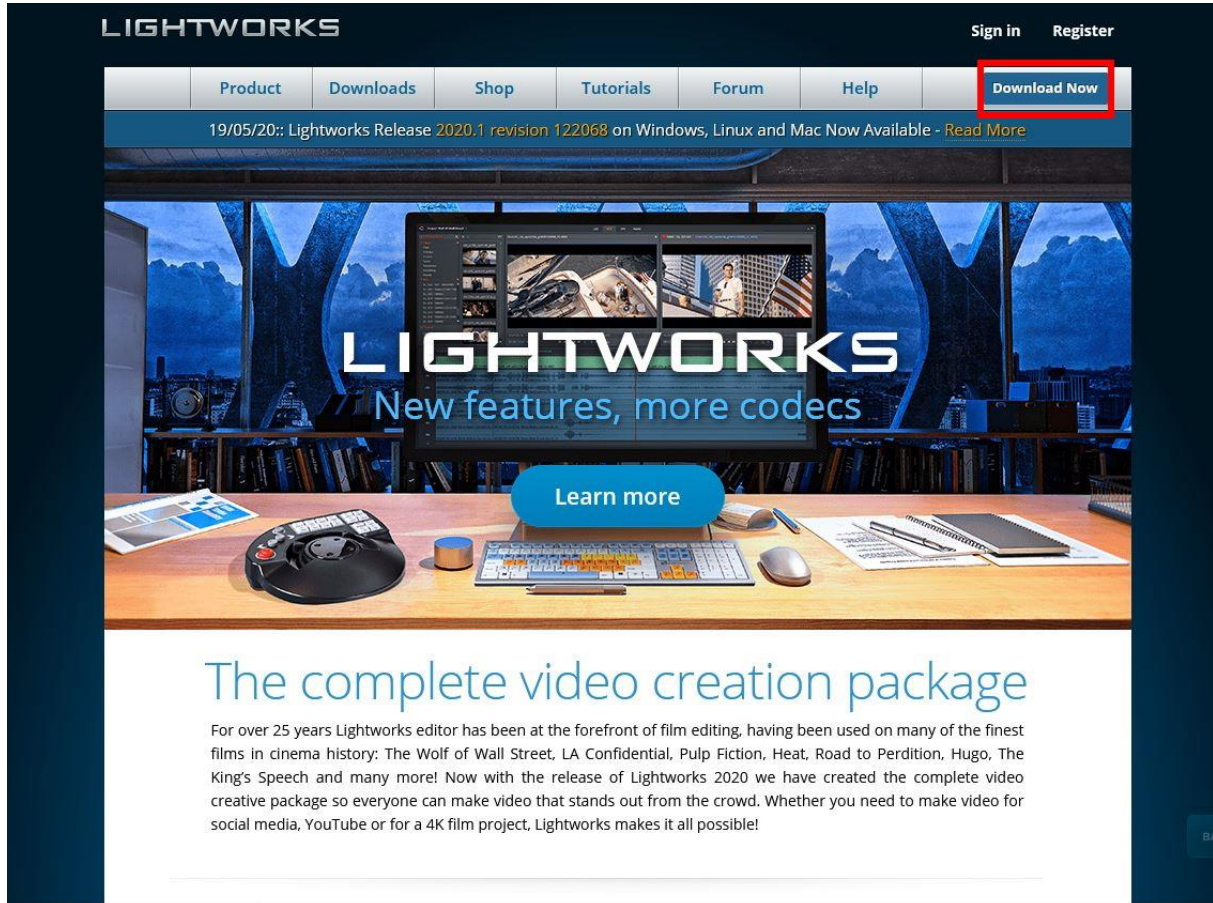 LIGHTWORKS
Sign in Register
Product Downloads Shop Tutorials Forum Help Download Now
19/05/20:: Lightworks Release 2020.1 revision 122068 on Windows, Linux and Mac Now Available - Read More
LIGHTWORKS
New features, more codecs
Learn more
The complete video creation package
For over 25 years Lightworks editor has been at the forefront of film editing, having been used on many of the finest
films in cinema history: The Wolf of Wall Street, LA Confidential, Pulp Fiction, Heat, Road to Perdition, Hugo, The
King's Speech and many more! Now with the release of Lightworks 2020 we have created the complete video
creative package so everyone can make video that stands out from the crowd. Whether you need to make video for
social media, YouTube or for a 4K film project, Lightworks makes it all possible!